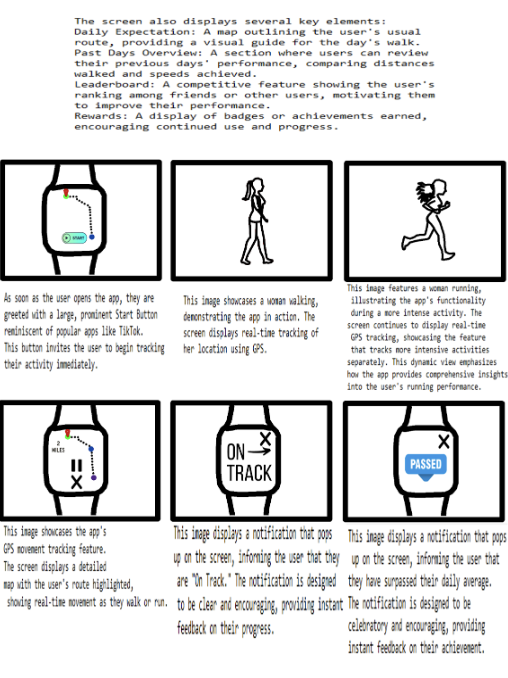 The screen also displays several key elements:
Daily Expectation: A map outlining the user's usual
route, providing a visual guide for the day's walk.
Past Days Overview: A section where users can review
their previous days' performance, comparing distances
walked and speeds achieved.
Leaderboard: A competitive feature showing the user's
ranking among friends or other users, motivating them
to improve their performance.
Rewards: A display of badges or achievements earned,
encouraging continued use and progress.
START
As soon as the user opens the app, they are
greeted with a large, prominent Start Button
reminiscent of popular apps like TikTok.
This button invites the user to begin tracking
their activity immediately.
This image showcases a woman walking,
demonstrating the app in action. The
screen displays real-time tracking of
her location using GPS.
This image features a woman running,
illustrating the app's functionality
during a more intense activity. The
screen continues to display real-time
GPS tracking, showcasing the feature
that tracks more intensive activities
separately. This dynamic view emphasizes
how the app provides comprehensive insights
into the user's running performance.
2
MILES
X
This image showcases the app's
GPS movement tracking feature.
The screen displays a detailed
map with the user's route highlighted,
showing real-time movement as they walk or run.
X
ON
TRACK
This image displays a notification that pops
up on the screen, informing the user that they
are "On Track." The notification is designed
to be clear and encouraging, providing instant
feedback on their progress.
X
PASSED
This image displays a notification that pops
up on the screen, informing the user that
they have surpassed their daily average.
The notification is designed to be
celebratory and encouraging, providing
instant feedback on their achievement.